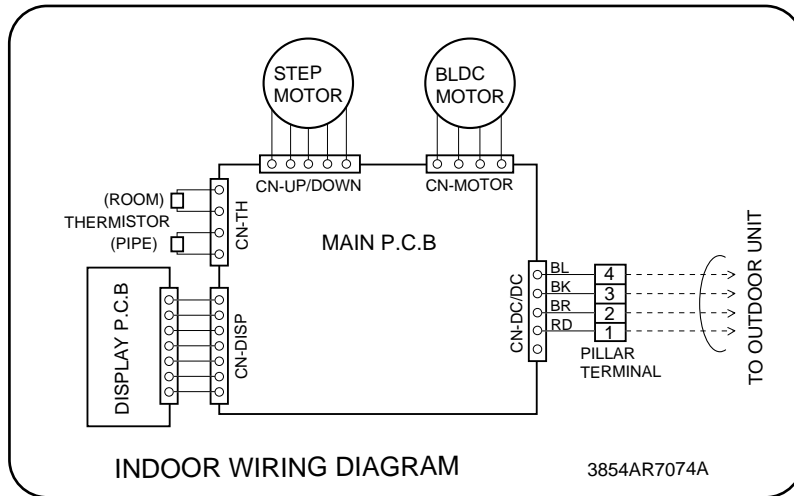 STEP
MOTOR
BLDC
MOTOR
CN-UP/DOWN
CN-MOTOR
(ROOM)
THERMISTOR
(PIPE)
CN-TH
MAIN P.C.B
DISPLAY P.C.B
CN-DISP
CN-DC/DC
BL 4
BK 3
BR 2
RD 1
PILLAR
TERMINAL
TO OUTDOOR UNIT
INDOOR WIRING DIAGRAM
3854AR7074A